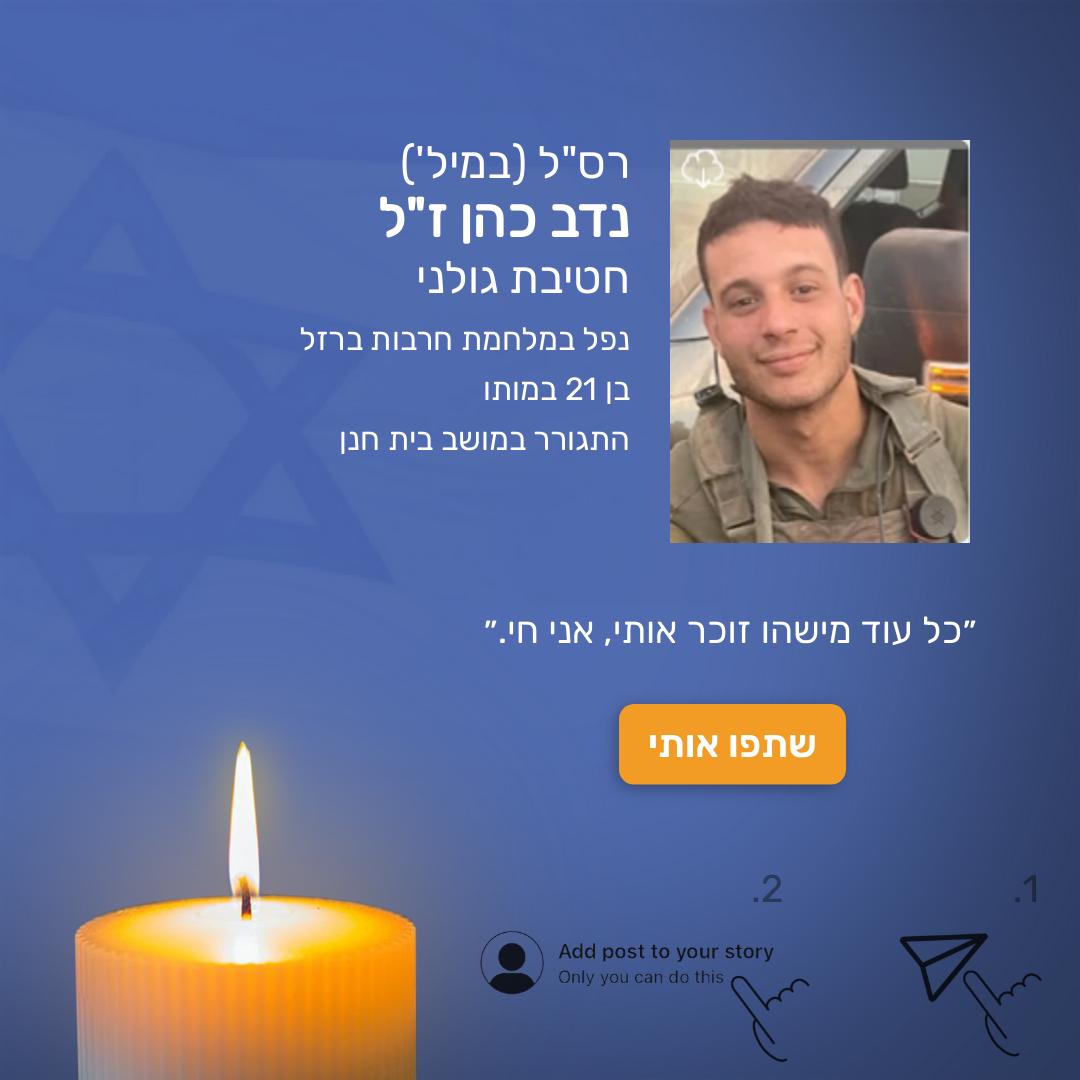 רס"ל (במיל')
נדב כהן ז"ל
חטיבת גולני
נפל במלחמת חרבות ברזל
בן 21 במותו
התגורר במושב בית חנן
״כל עוד מישהו זוכר אותי, אני חי.״
שתפו אותי
1.
2.
Add post to your story
Only you can do this